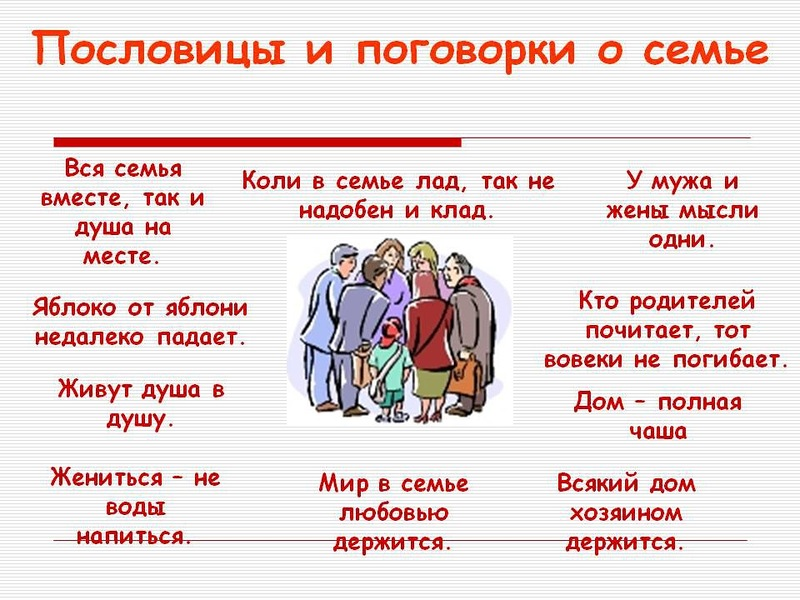 Пословицы и поговорки о семье
Вся семья
вместе, так и
душа на
месте.
Коли в семье лад, так не
надобен и клад.
У мужа и
жены мысли
одни.
Яблоко от яблони
недалеко падает.
Кто родителей
почитает, тот
вовеки не погибает.
Живут душа в
душу.
Дом – полная
чаша
Жениться – не
воды
напиться.
Мир в семье
любовью
держится.
Всякий дом
хозяином
держится.